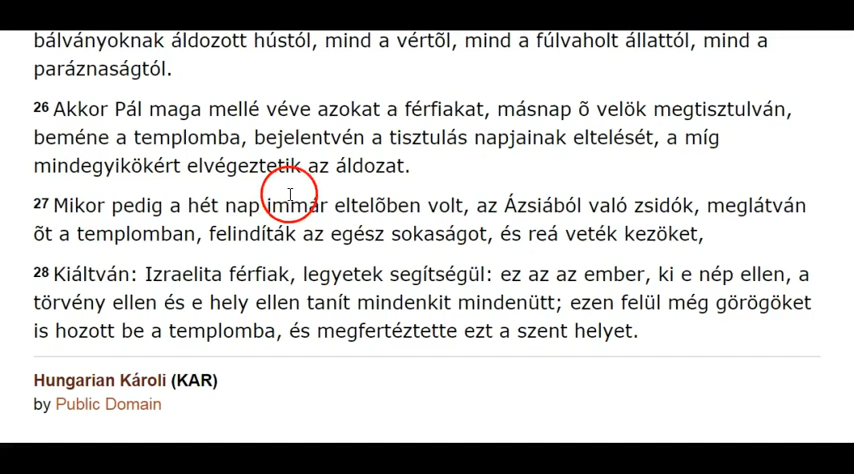 bálványoknak áldozott hústól, mind a vértõl, mind a fúlvaholt állattól, mind a
paráznaságtól.
26 Akkor Pál maga mellé véve azokat a férfiakat, másnap õ velök megtisztulván,
beméne a templomba, bejelentvén a tisztulás napjainak eltelését, a míg
mindegyikökért elvégeztetik az áldozat.
27 Mikor pedig a hét nap immár eltelõben volt, az Ázsiából való zsidók, meglátván
õt a templomban, felindíták az egész sokaságot, és reá veték kezöket,
28 Kiáltván: Izraelita férfiak, legyetek segítségül: ez az az ember, ki e nép ellen, a
törvény ellen és e hely ellen tanít mindenkit mindenütt; ezen felül még görögöket
is hozott be a templomba, és megfertéztette ezt a szent helyet.
Hungarian Károli (KAR)
by Public Domain